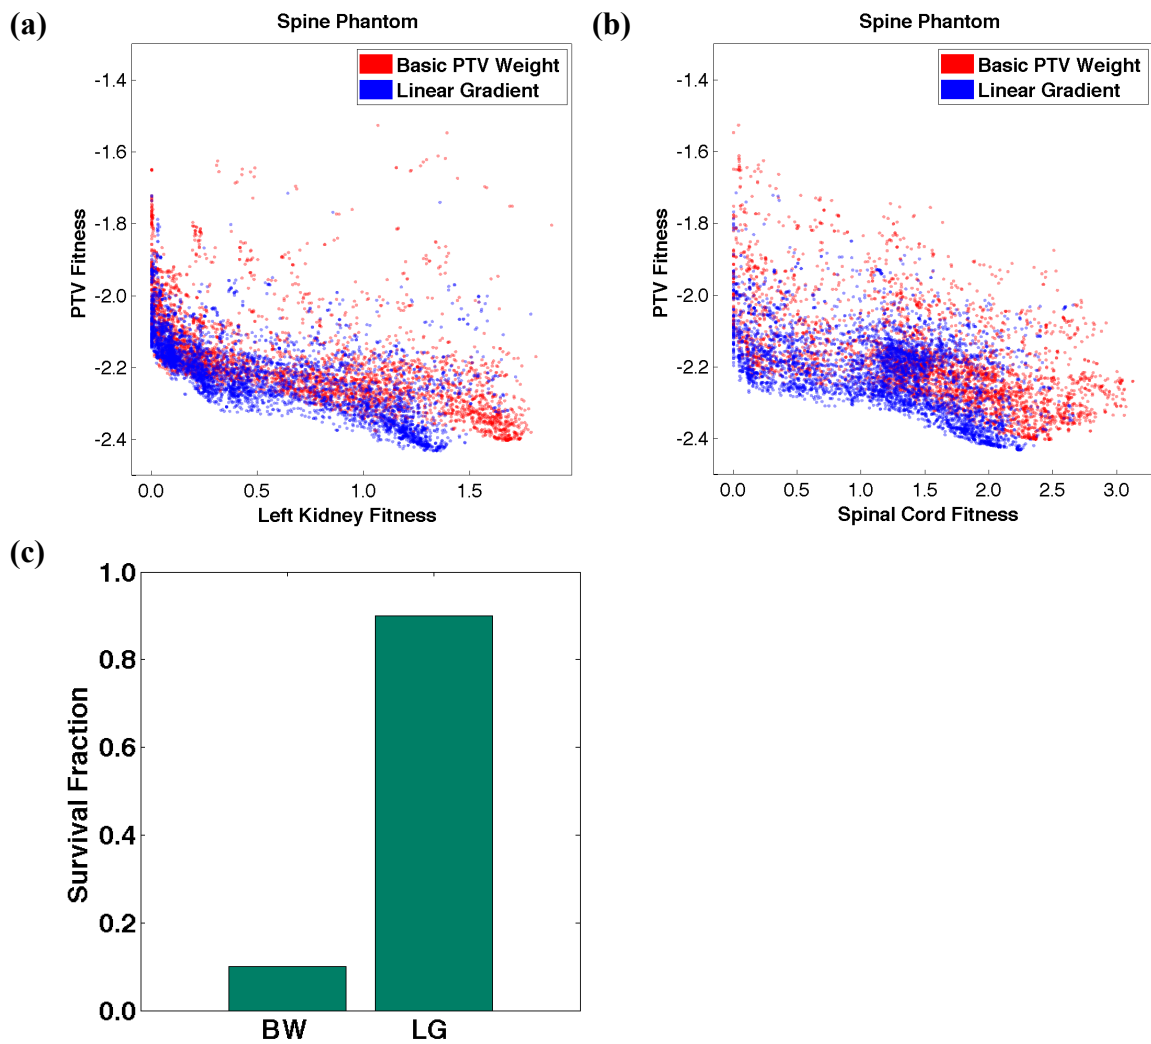 (a)
Spine Phantom
Basic PTV Weight
Linear Gradient
PTV Fitness
-1.4
-1.6
-1.8
-2.0
-2.2
-2.4
0.0 0.5 1.0 1.5
Left Kidney Fitness
(b)
Spine Phantom
Basic PTV Weight
Linear Gradient
PTV Fitness
-1.4
-1.6
-1.8
-2.0
-2.2
-2.4
0.0 0.5 1.0 1.5 2.0 2.5 3.0
Spinal Cord Fitness
(c)
Survival Fraction
1.0
0.8
0.6
0.4
0.2
0.0
BW LG